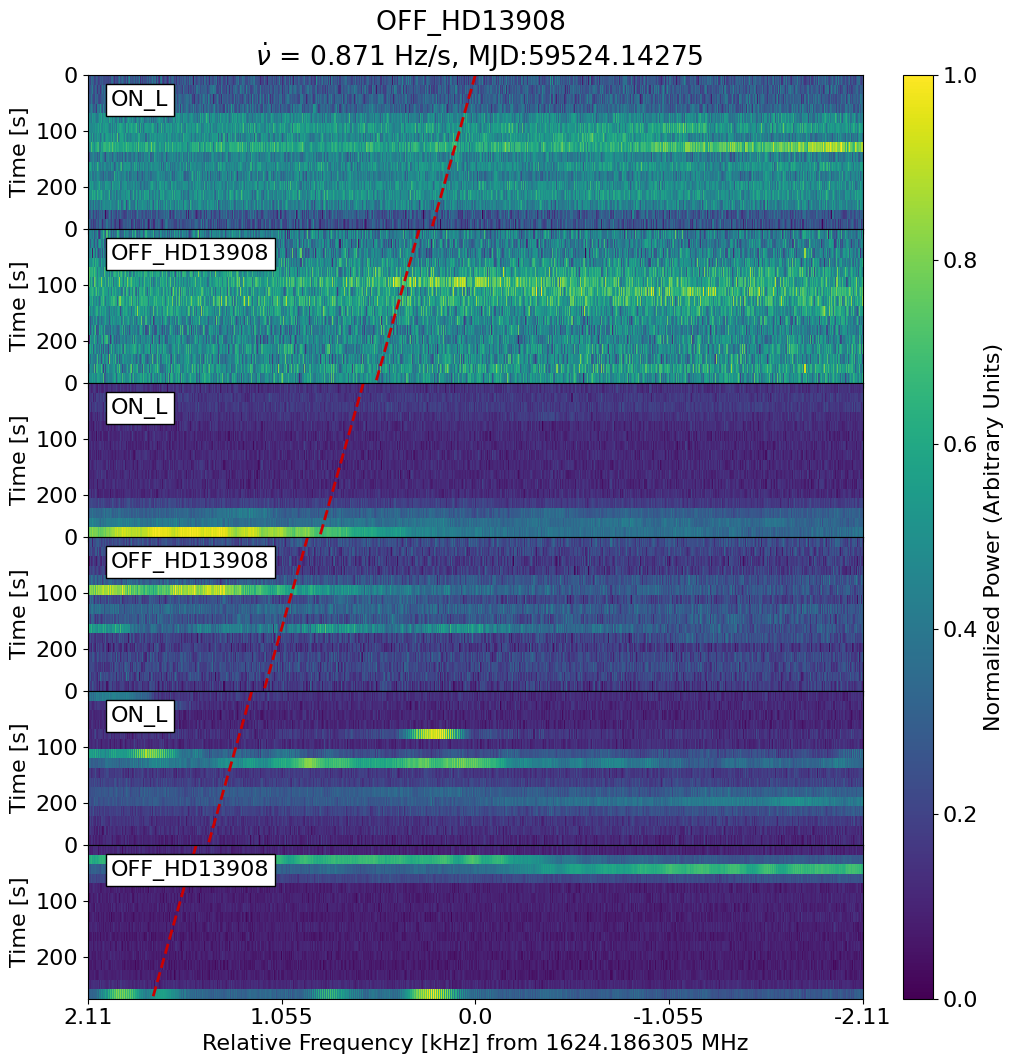 OFF_HD13908
ν̇ = 0.871 Hz/s, MJD:59524.14275
0
100
200
Time [s]
ON_L
0
100
200
Time [s]
OFF_HD13908
0
100
200
Time [s]
ON_L
0
100
200
Time [s]
OFF_HD13908
0
100
200
Time [s]
ON_L
0
100
200
Time [s]
OFF_HD13908
2.11
1.055
0.0
-1.055
-2.11
Relative Frequency [kHz] from 1624.186305 MHz
1.0
0.8
0.6
0.4
0.2
0.0
Normalized Power (Arbitrary Units)